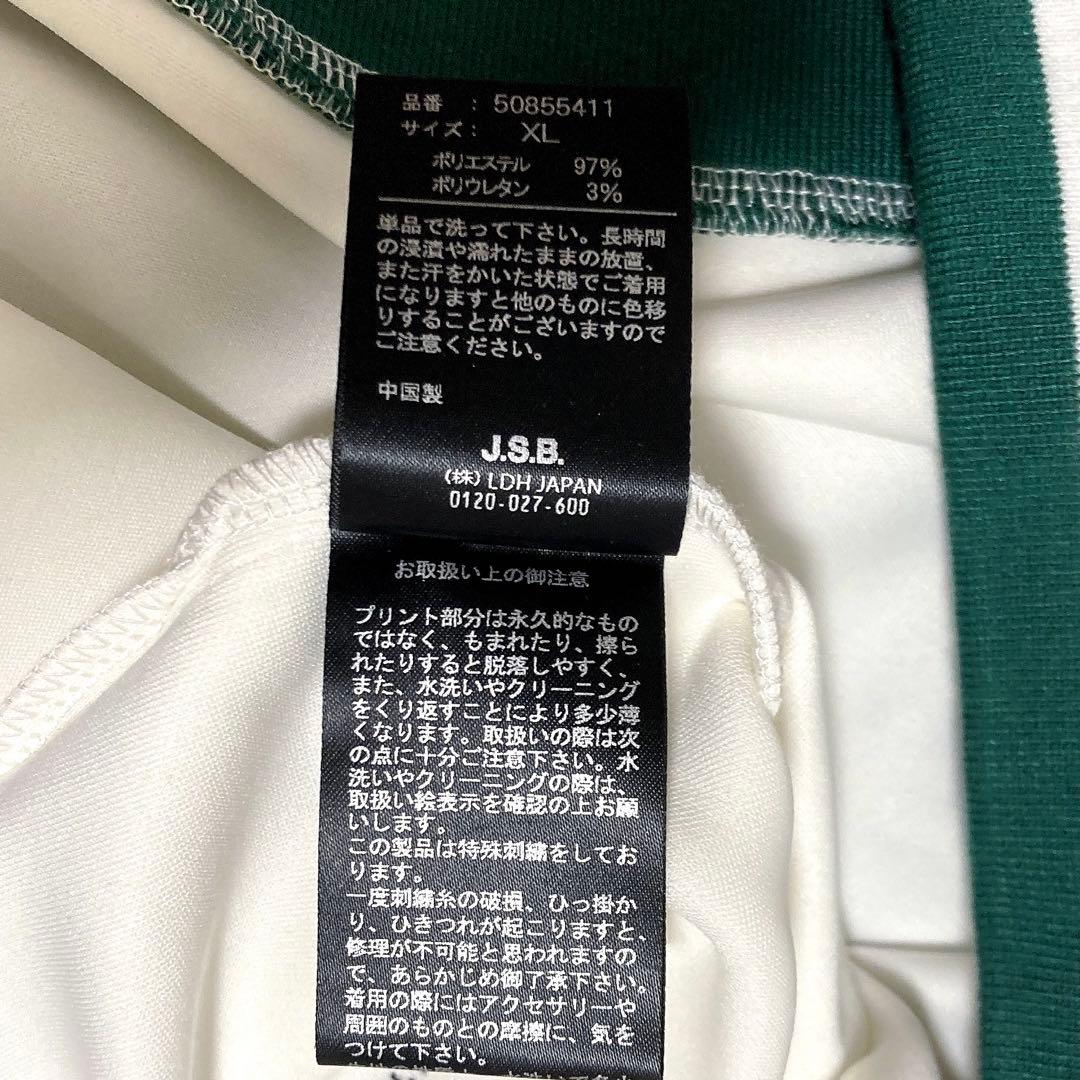 品番 : 50855411
サイズ: XL
ポリエステル 97%
ポリウレタン 3%
単品で洗って下さい。長時間
の浸漬や濡れたままの放置、
また汗をかいた状態でご着用
になりますと他のものに色移
りすることがございますので
ご注意ください。
中国製
J.S.B.
(株) LDH JAPAN
0120-027-600
お取扱い上の御注意
プリント部分は永久的なもの
ではなく、もまれたり、擦ら
れたりすると脱落しやすく、
また、水洗いやクリーニング
をくり返すことにより多少薄
くなります。取扱いの際は次
の点に十分ご注意下さい。水
洗いやクリーニングの際は、
取扱い絵表示を確認の上お願
いします。
この製品は特殊刺繍をしてお
ります。
一度刺繍糸の破損、ひっ掛か
り、ひきつれが起こりますと、
修理が不可能と思われますの
で、あらかじめ御了承下さい。
着用の際にはアクセサリーや
周囲のものとの摩擦に、気を
つけて下さい。